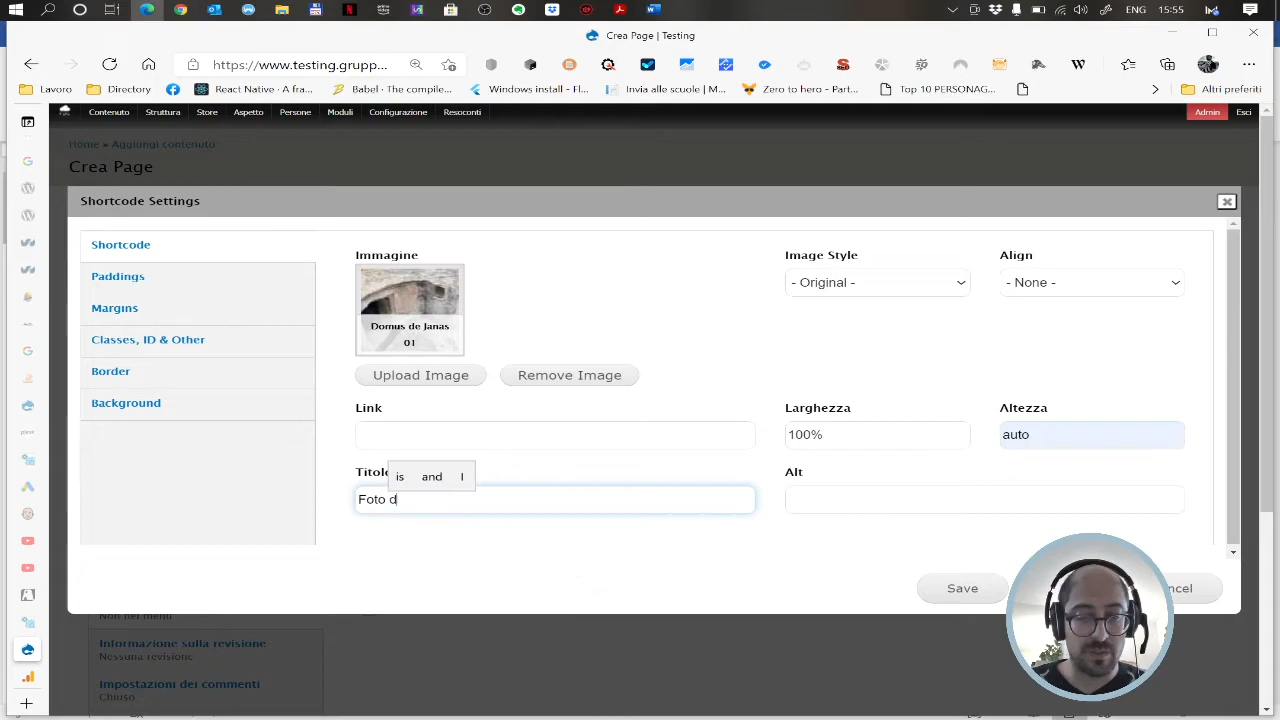 ENG 15:55
Crea Page | Testing
https://www.testing.grupp...
Lavoro Directory React Native - A fra... Babel - The compile... Windows install - Fl... Invia alle scuole | M... Zero to hero - Part... Top 10 PERSONAG... Altri preferiti
Contenuto Struttura Store Aspetto Persone Moduli Configurazione Resoconti Admin Esci
Home » Aggiungi contenuto
Crea Page
Shortcode Settings
Shortcode
Paddings
Margins
Classes, ID & Other
Border
Background
Immagine Image Style Align
- Original - - None -
Domus de Janas
01
Upload Image Remove Image
Link Larghezza Altezza
100% auto
Titolo is and I Alt
Foto d
Save
Non nel menu
Informazione sulla revisione
Nessuna revisione
Impostazioni dei commenti
Chiuso